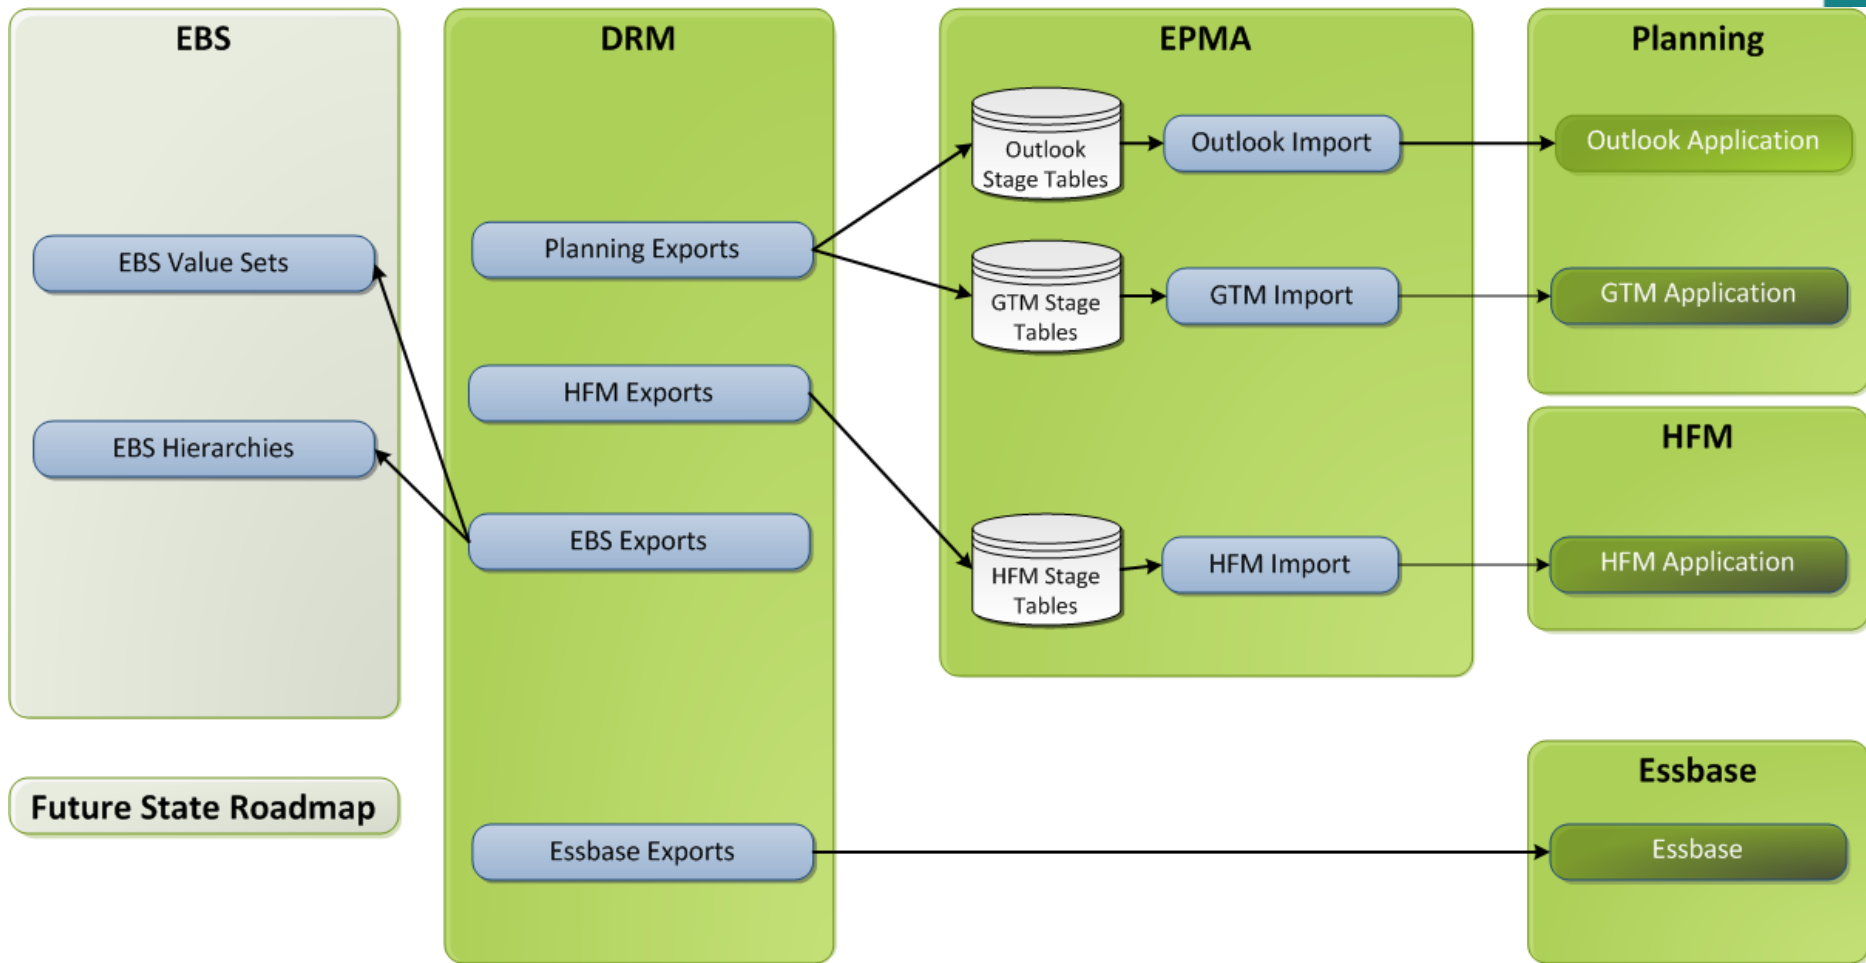 EBS
EBS Value Sets
EBS Hierarchies
Future State Roadmap
DRM
Planning Exports
HFM Exports
EBS Exports
Essbase Exports
EPMA
Outlook
Stage Tables
Outlook Import
GTM Stage
Tables
GTM Import
HFM Stage
Tables
HFM Import
Planning
Outlook Application
GTM Application
HFM
HFM Application
Essbase
Essbase